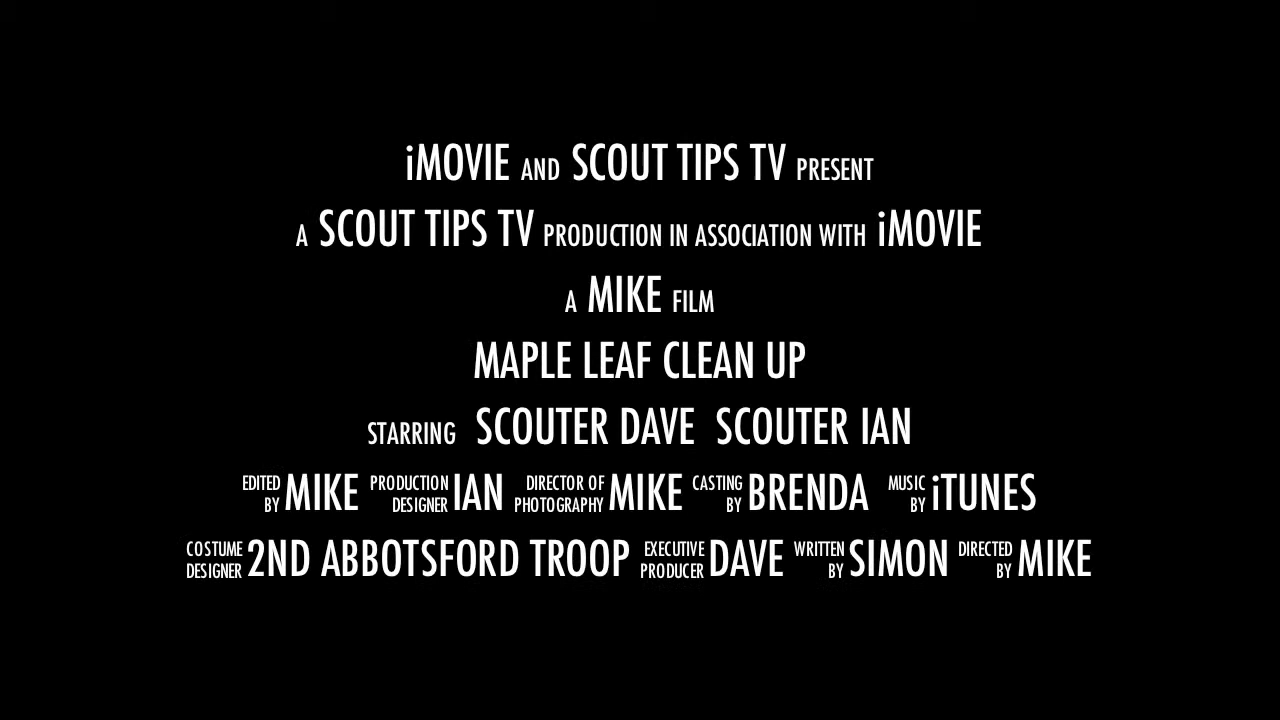 iMOVIE AND SCOUT TIPS TV PRESENT
A SCOUT TIPS TV PRODUCTION IN ASSOCIATION WITH iMOVIE
A MIKE FILM
MAPLE LEAF CLEAN UP
STARRING SCOUTER DAVE SCOUTER IAN
EDITED BY MIKE PRODUCTION DESIGNER IAN DIRECTOR OF PHOTOGRAPHY MIKE CASTING BY BRENDA MUSIC BY iTUNES
COSTUME DESIGNER 2ND ABBOTSFORD TROOP EXECUTIVE PRODUCER DAVE WRITTEN BY SIMON DIRECTED BY MIKE